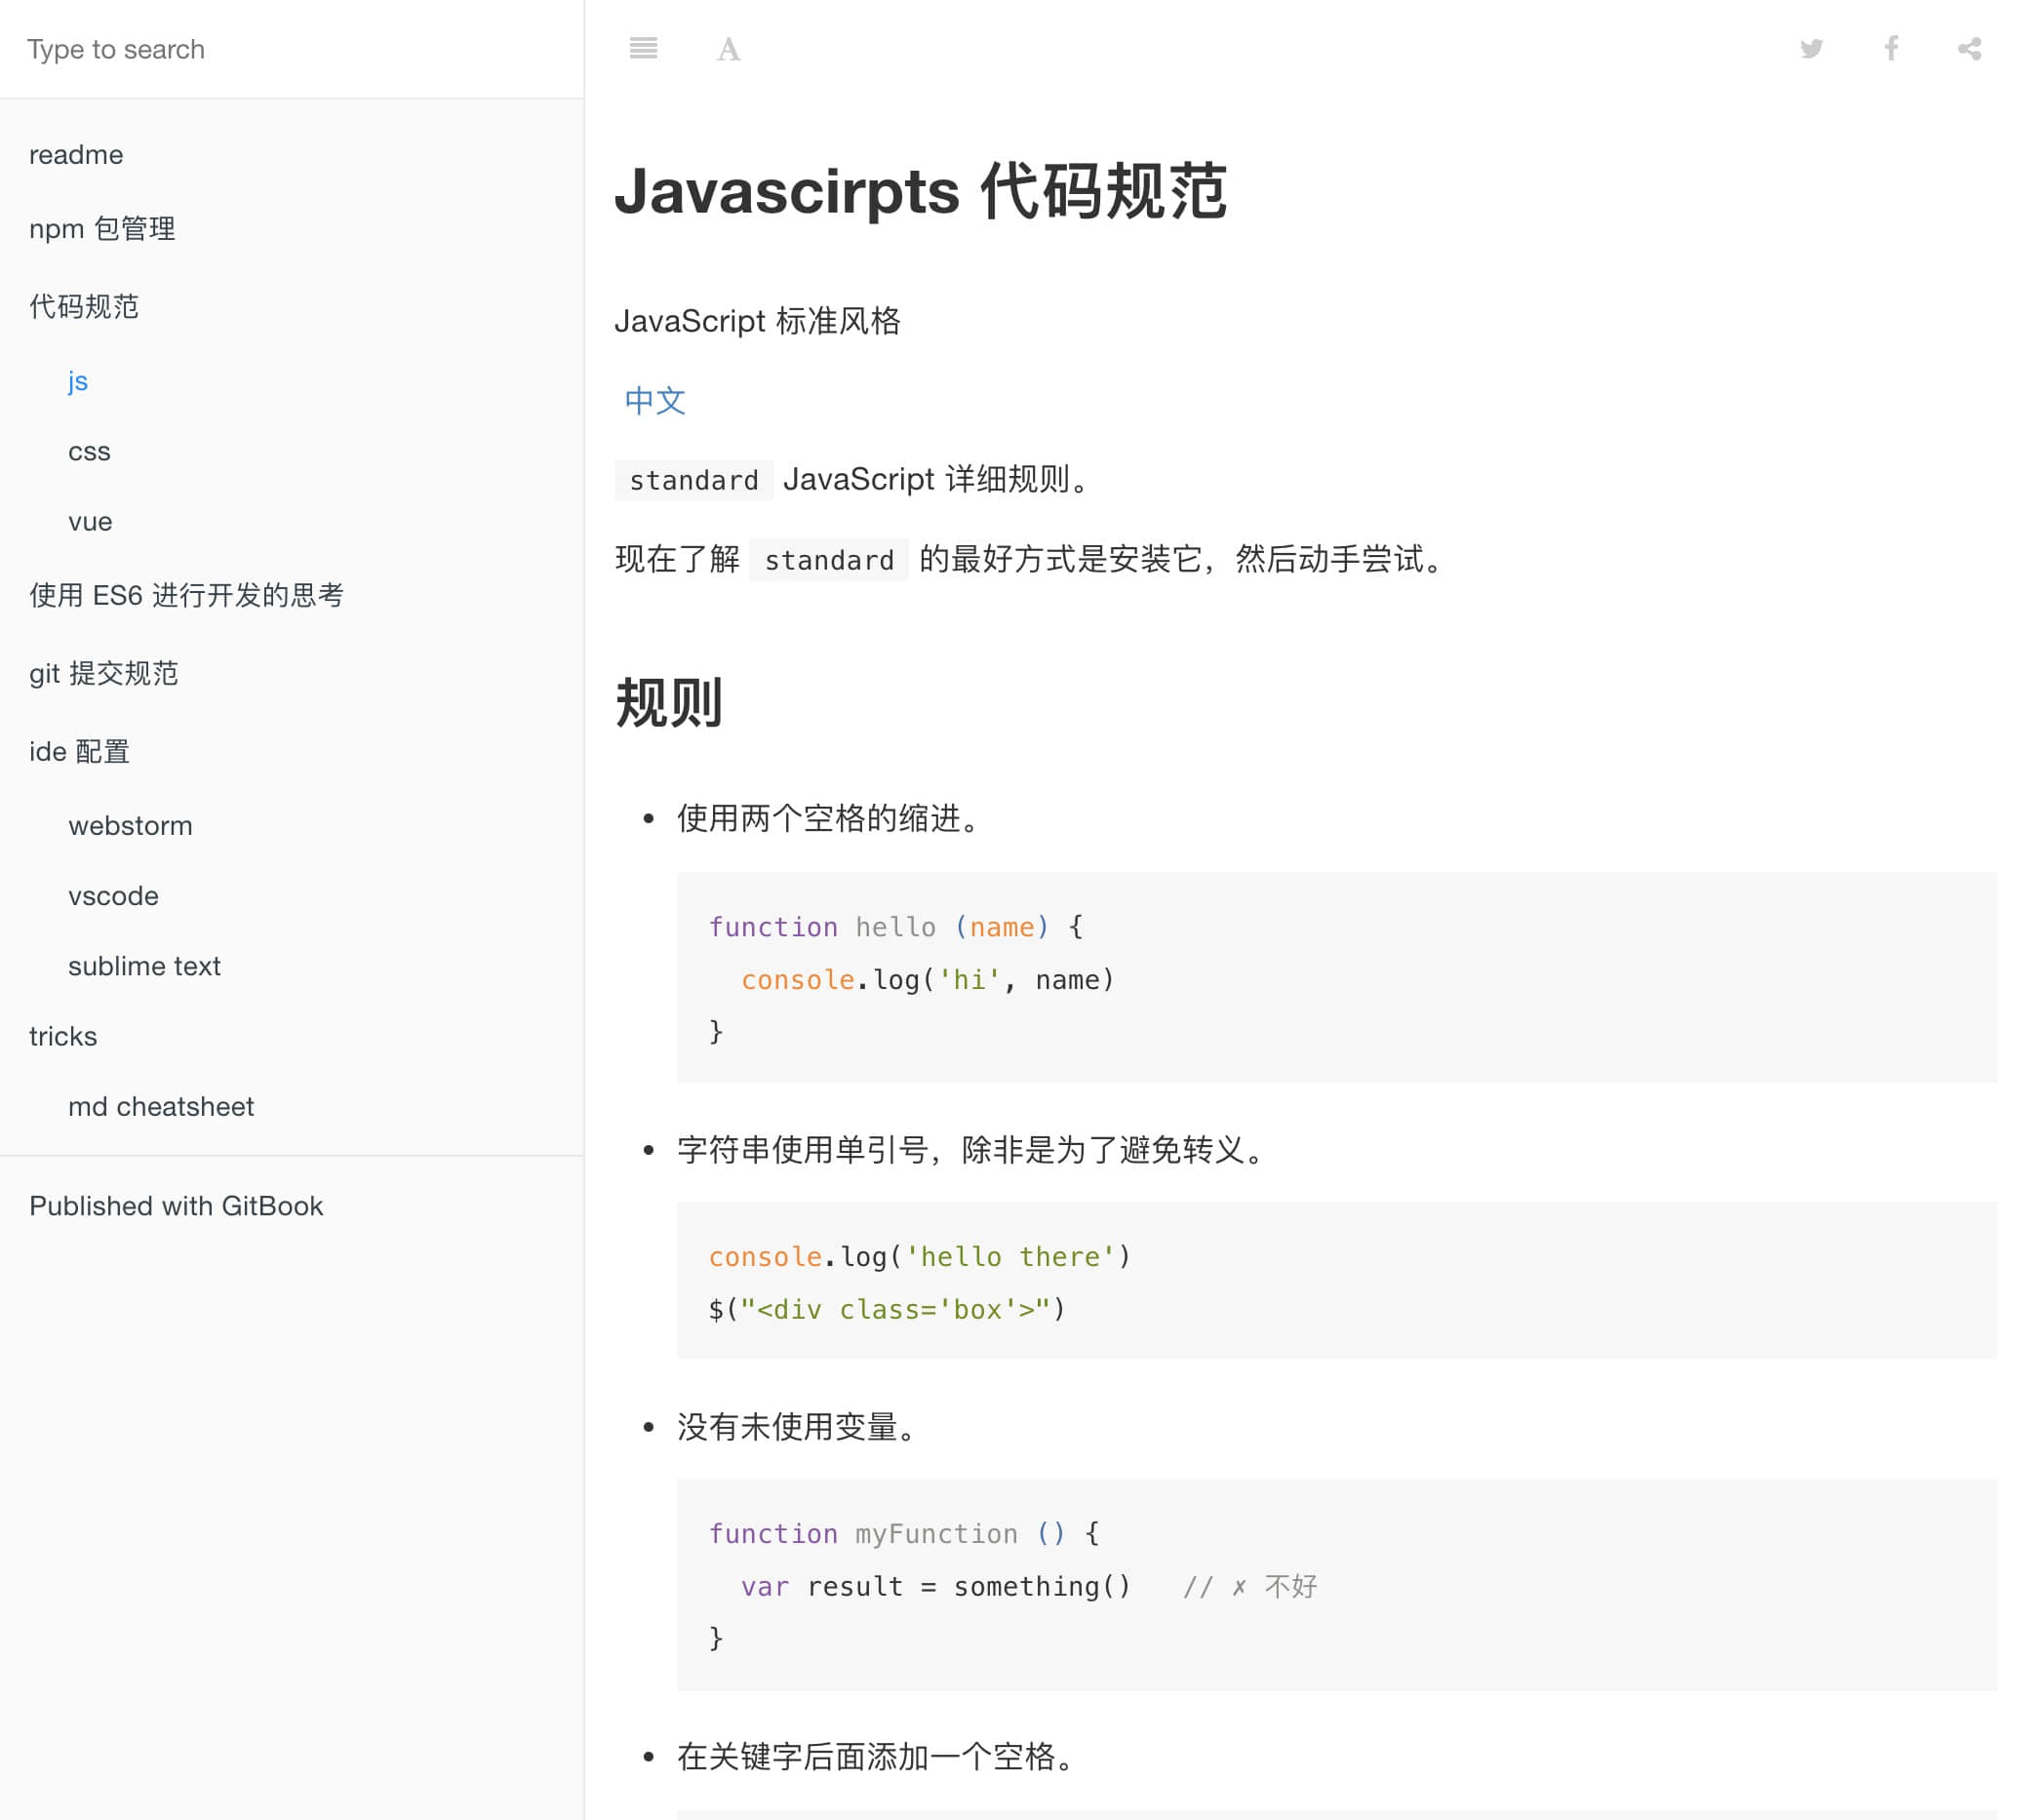 Type to search
readme
npm 包管理
代码规范
js
css
vue
使用 ES6 进行开发的思考
git 提交规范
ide 配置
webstorm
vscode
sublime text
tricks
md cheatsheet
Published with GitBook
A
Javascirpts 代码规范
JavaScript 标准风格
中文
standard JavaScript 详细规则。
现在了解 standard 的最好方式是安装它，然后动手尝试。
规则
• 使用两个空格的缩进。
function hello (name) {
  console.log('hi', name)
}
• 字符串使用单引号，除非是为了避免转义。
console.log('hello there')
$("<div class='box'>")
• 没有未使用变量。
function myFunction () {
  var result = something()   // ✗ 不好
}
• 在关键字后面添加一个空格。